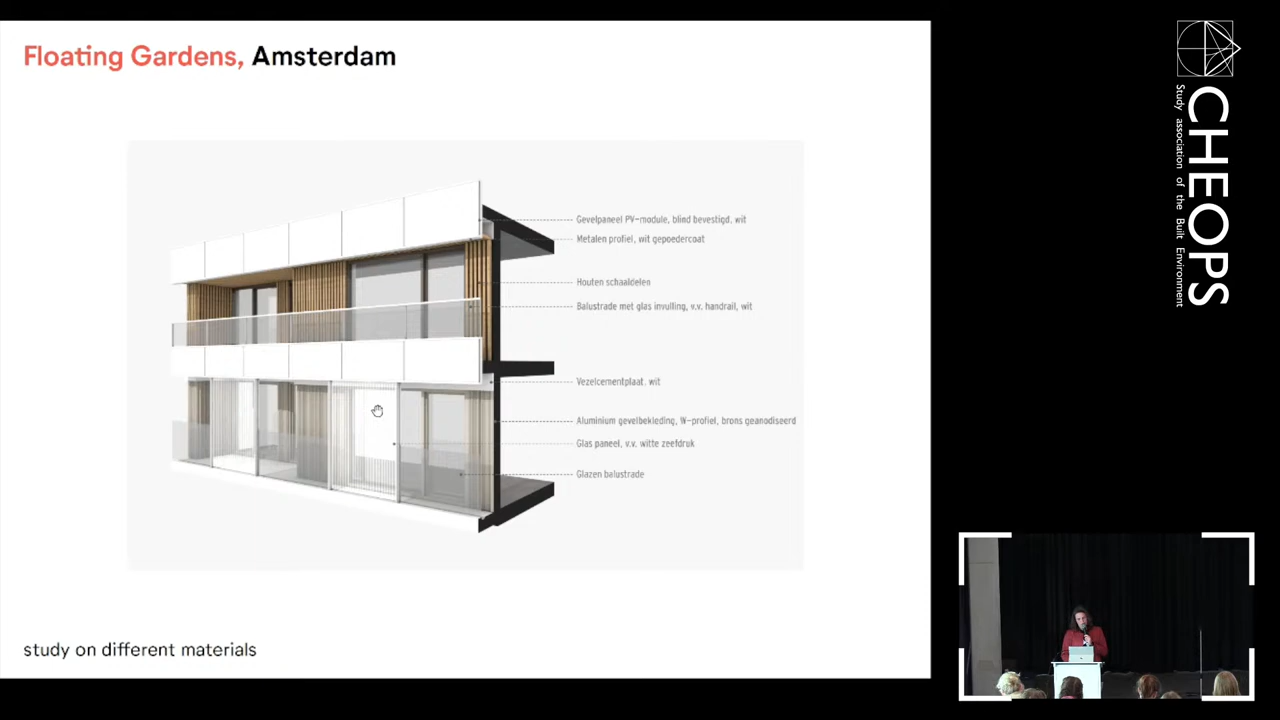 Floating Gardens, Amsterdam
Gevelpaneel PV-module, blind bevestigd, wit
Metalen profiel, wit gepoedercoat
Houten schaaldelen
Balustrade met glas invulling, v.v. handrail, wit
Vezelcementplaat, wit
Aluminium gevelbekleding, W-profiel, brons geanodiseerd
Glas paneel, v.v. witte zeefdruk
Glazen balustrade
study on different materials
CHEOPS
Study association of the Built Environment